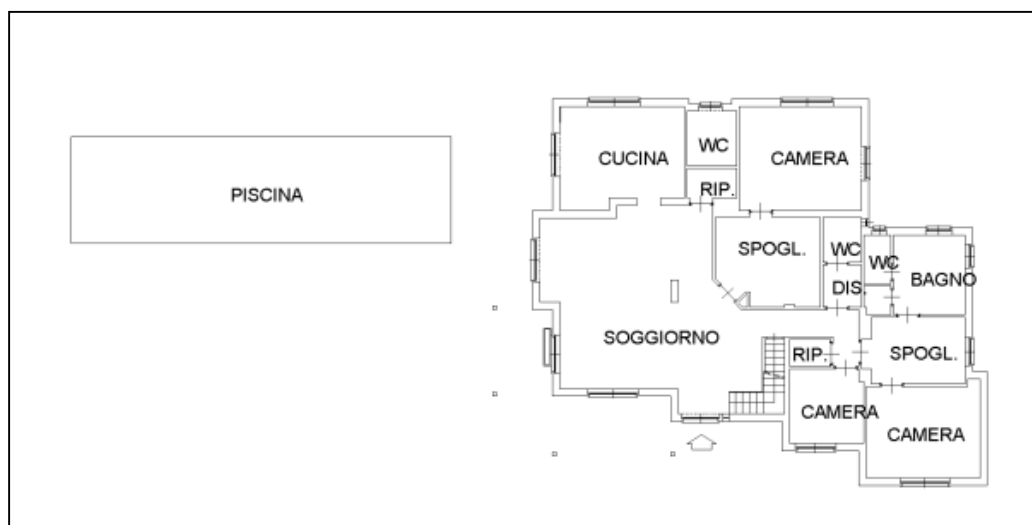 PISCINA
CUCINA
WC
CAMERA
RIP.
SPOGL.
WC
WC
BAGNO
DIS.
SOGGIORNO
RIP.
SPOGL.
CAMERA
CAMERA